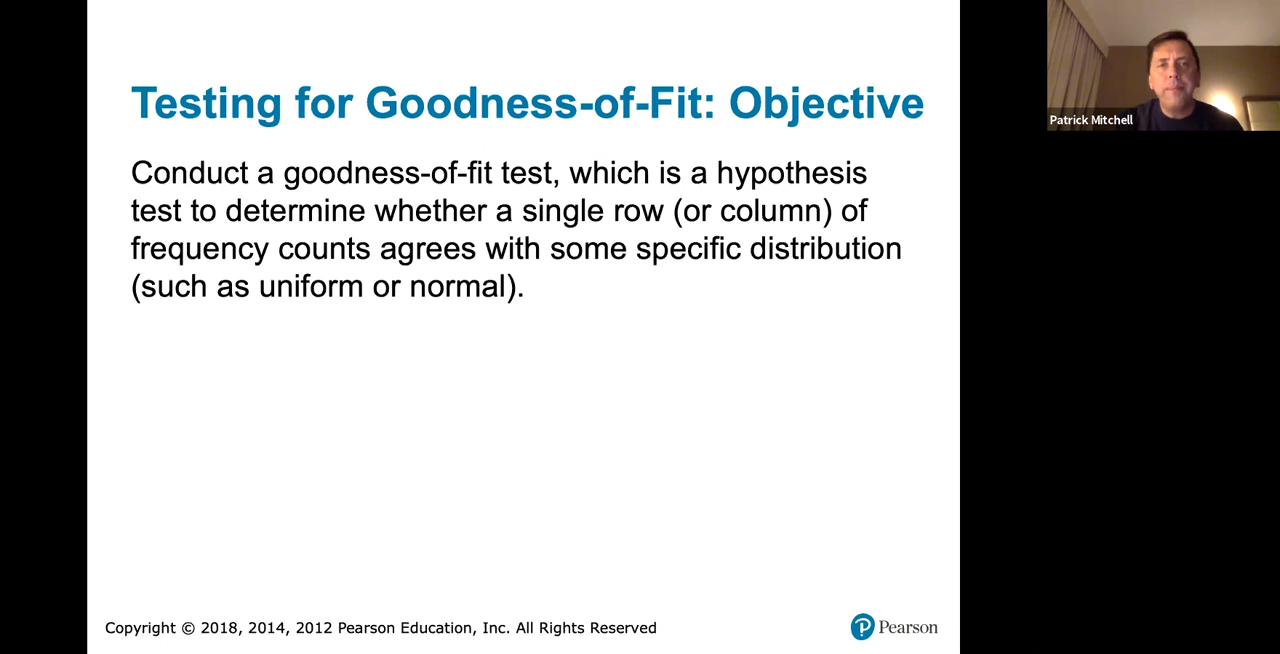 Testing for Goodness-of-Fit: Objective
Conduct a goodness-of-fit test, which is a hypothesis
test to determine whether a single row (or column) of
frequency counts agrees with some specific distribution
(such as uniform or normal).
Copyright © 2018, 2014, 2012 Pearson Education, Inc. All Rights Reserved
Pearson
Patrick Mitchell